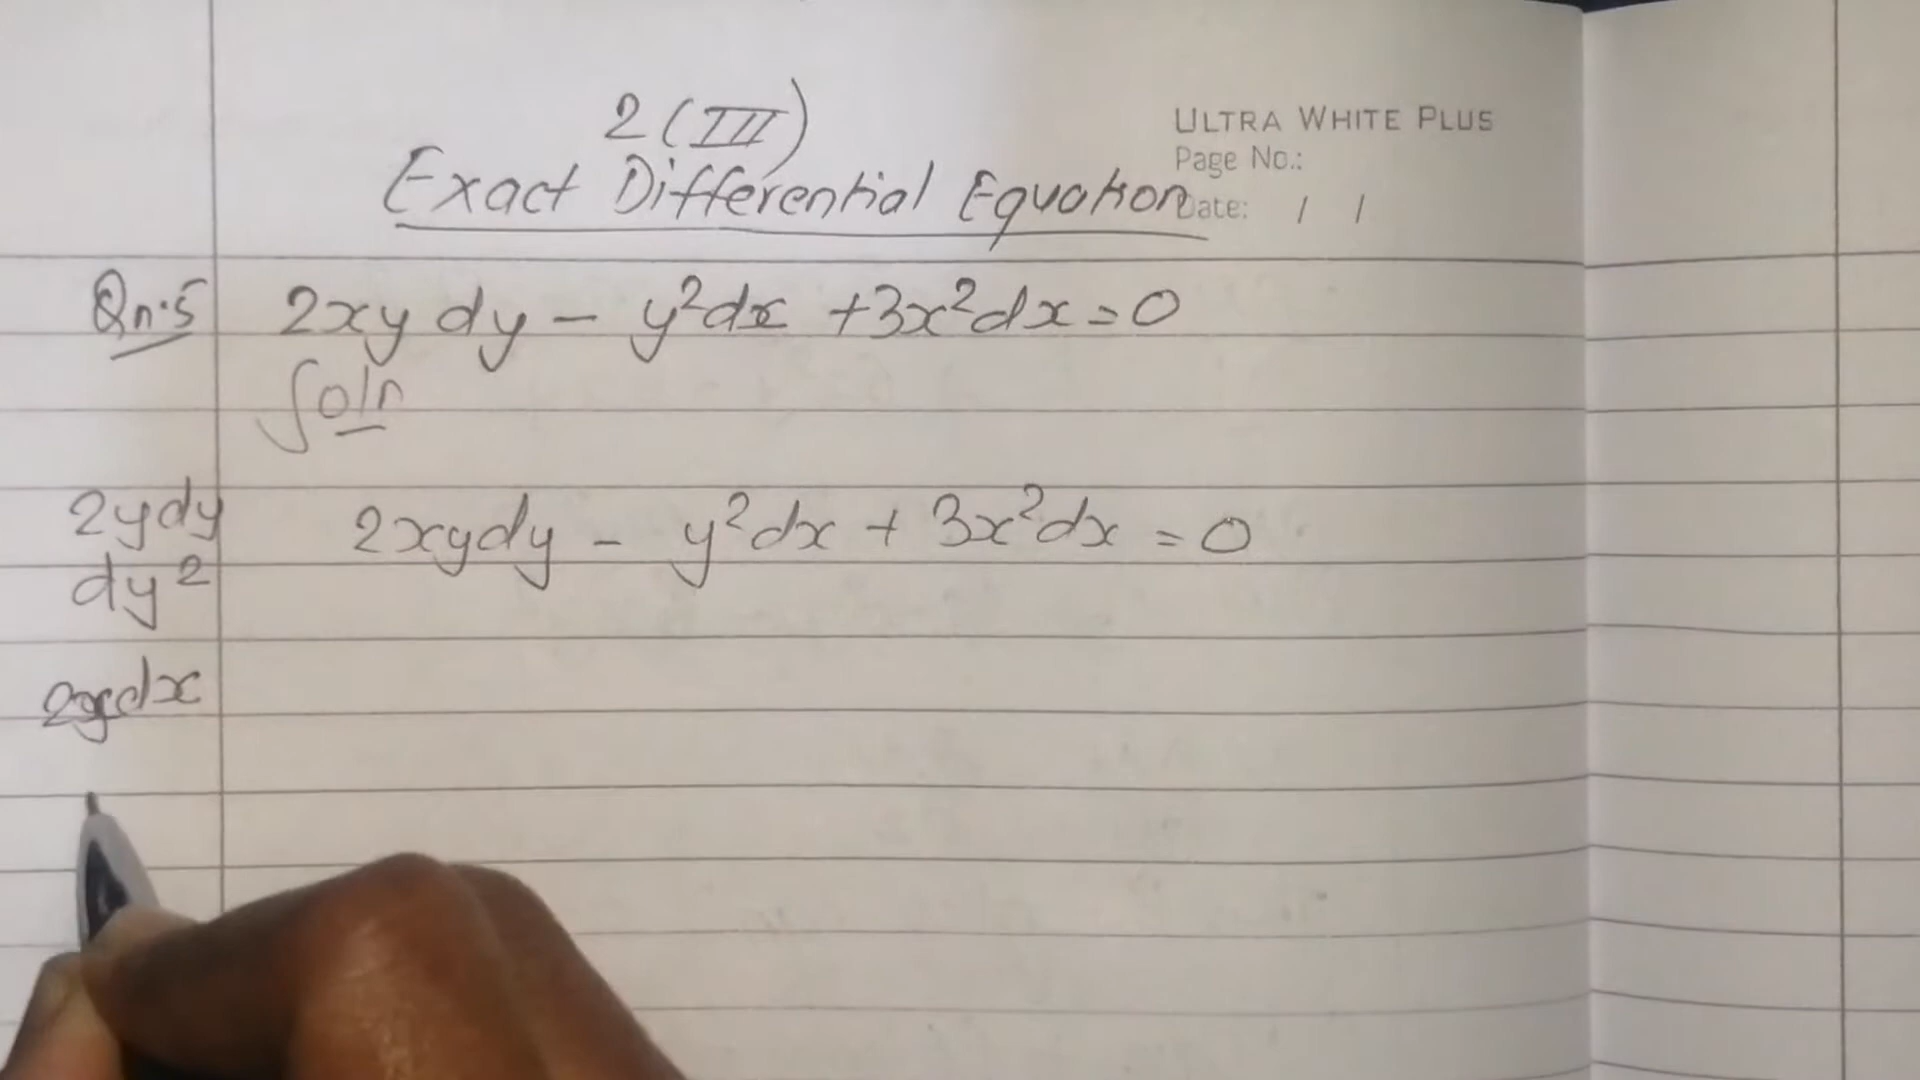 2 (III)
ULTRA WHITE PLUS
Page No.:
Exact Differential Equation
Date: / /
Qn.5 2xy dy - y²dx + 3x²dx = 0
Soln
2ydy 2xydy - y²dx + 3x²dx = 0
dy²
dx